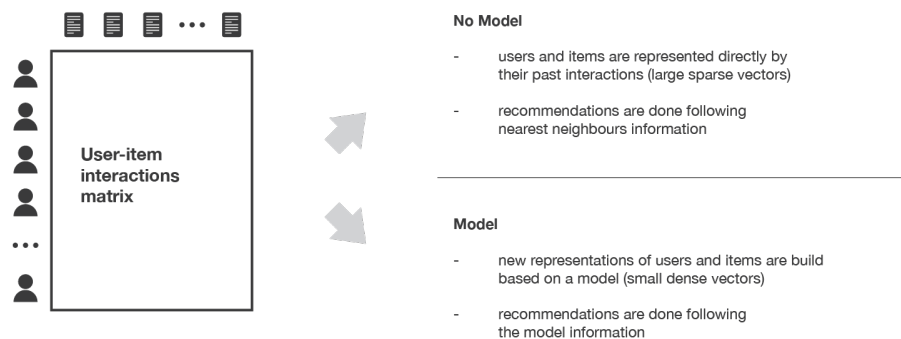 User-item
interactions
matrix
No Model
- users and items are represented directly by
their past interactions (large sparse vectors)
- recommendations are done following
nearest neighbours information
Model
- new representations of users and items are build
based on a model (small dense vectors)
- recommendations are done following
the model information